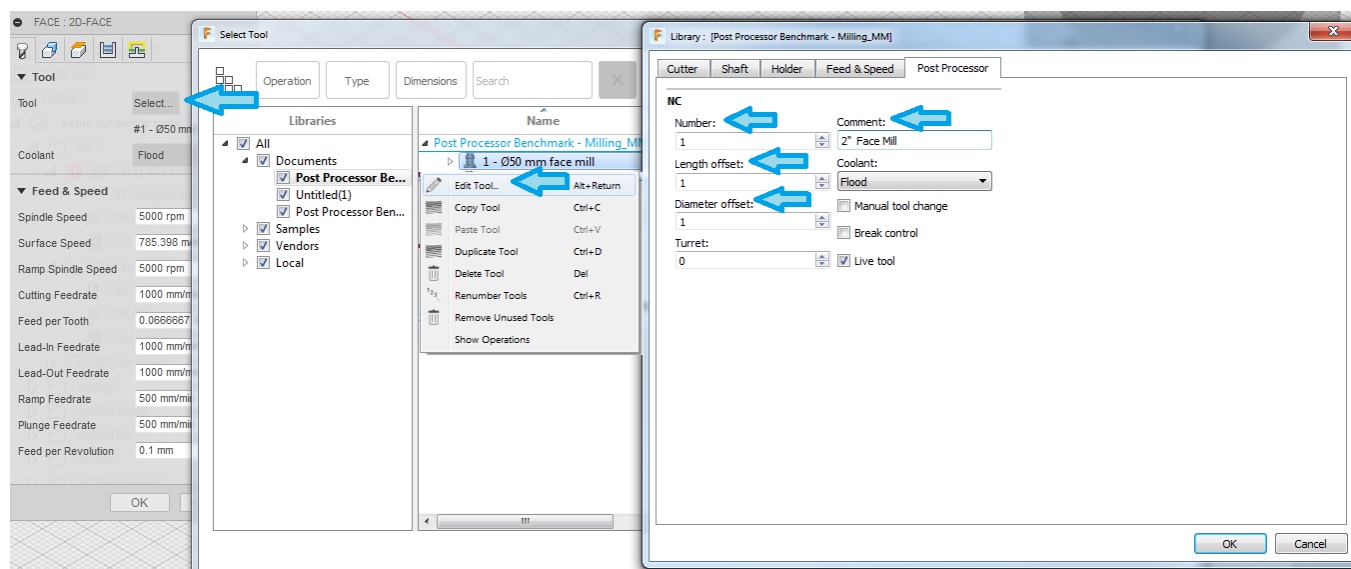 FACE : 2D-FACE
Tool
Tool
Select...
#1 - Ø50 mm
Coolant
Flood
Feed & Speed
Spindle Speed
5000 rpm
Surface Speed
785.398 m/
Ramp Spindle Speed
5000 rpm
Cutting Feedrate
1000 mm/m
Feed per Tooth
0.0666667
Lead-In Feedrate
1000 mm/m
Lead-Out Feedrate
1000 mm/m
Ramp Feedrate
500 mm/mi
Plunge Feedrate
500 mm/mi
Feed per Revolution
0.1 mm
OK
Select Tool
Operation
Type
Dimensions
Search
Libraries
All
Documents
Post Processor Be...
Untitled(1)
Post Processor Ben...
Samples
Vendors
Local
Name
Post Processor Benchmark - Milling_M
1 - Ø50 mm face mill
Edit Tool... Alt+Return
Copy Tool Ctrl+C
Paste Tool Ctrl+V
Duplicate Tool Ctrl+D
Delete Tool Del
Renumber Tools Ctrl+R
Remove Unused Tools
Show Operations
Library : [Post Processor Benchmark - Milling_MM]
Cutter
Shaft
Holder
Feed & Speed
Post Processor
NC
Number:
1
Length offset:
1
Diameter offset:
1
Turret:
0
Comment:
2" Face Mill
Coolant:
Flood
Manual tool change
Break control
Live tool
OK
Cancel